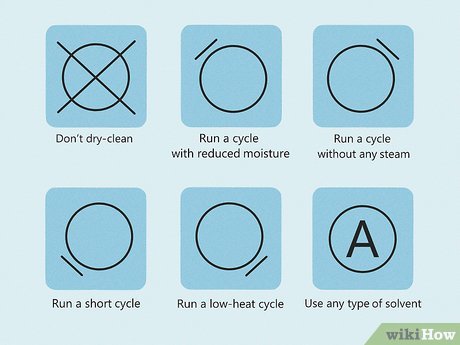 Don't dry-clean
Run a cycle
with reduced moisture
Run a cycle
without any steam
Run a short cycle
Run a low-heat cycle
A
Use any type of solvent
wikiHow